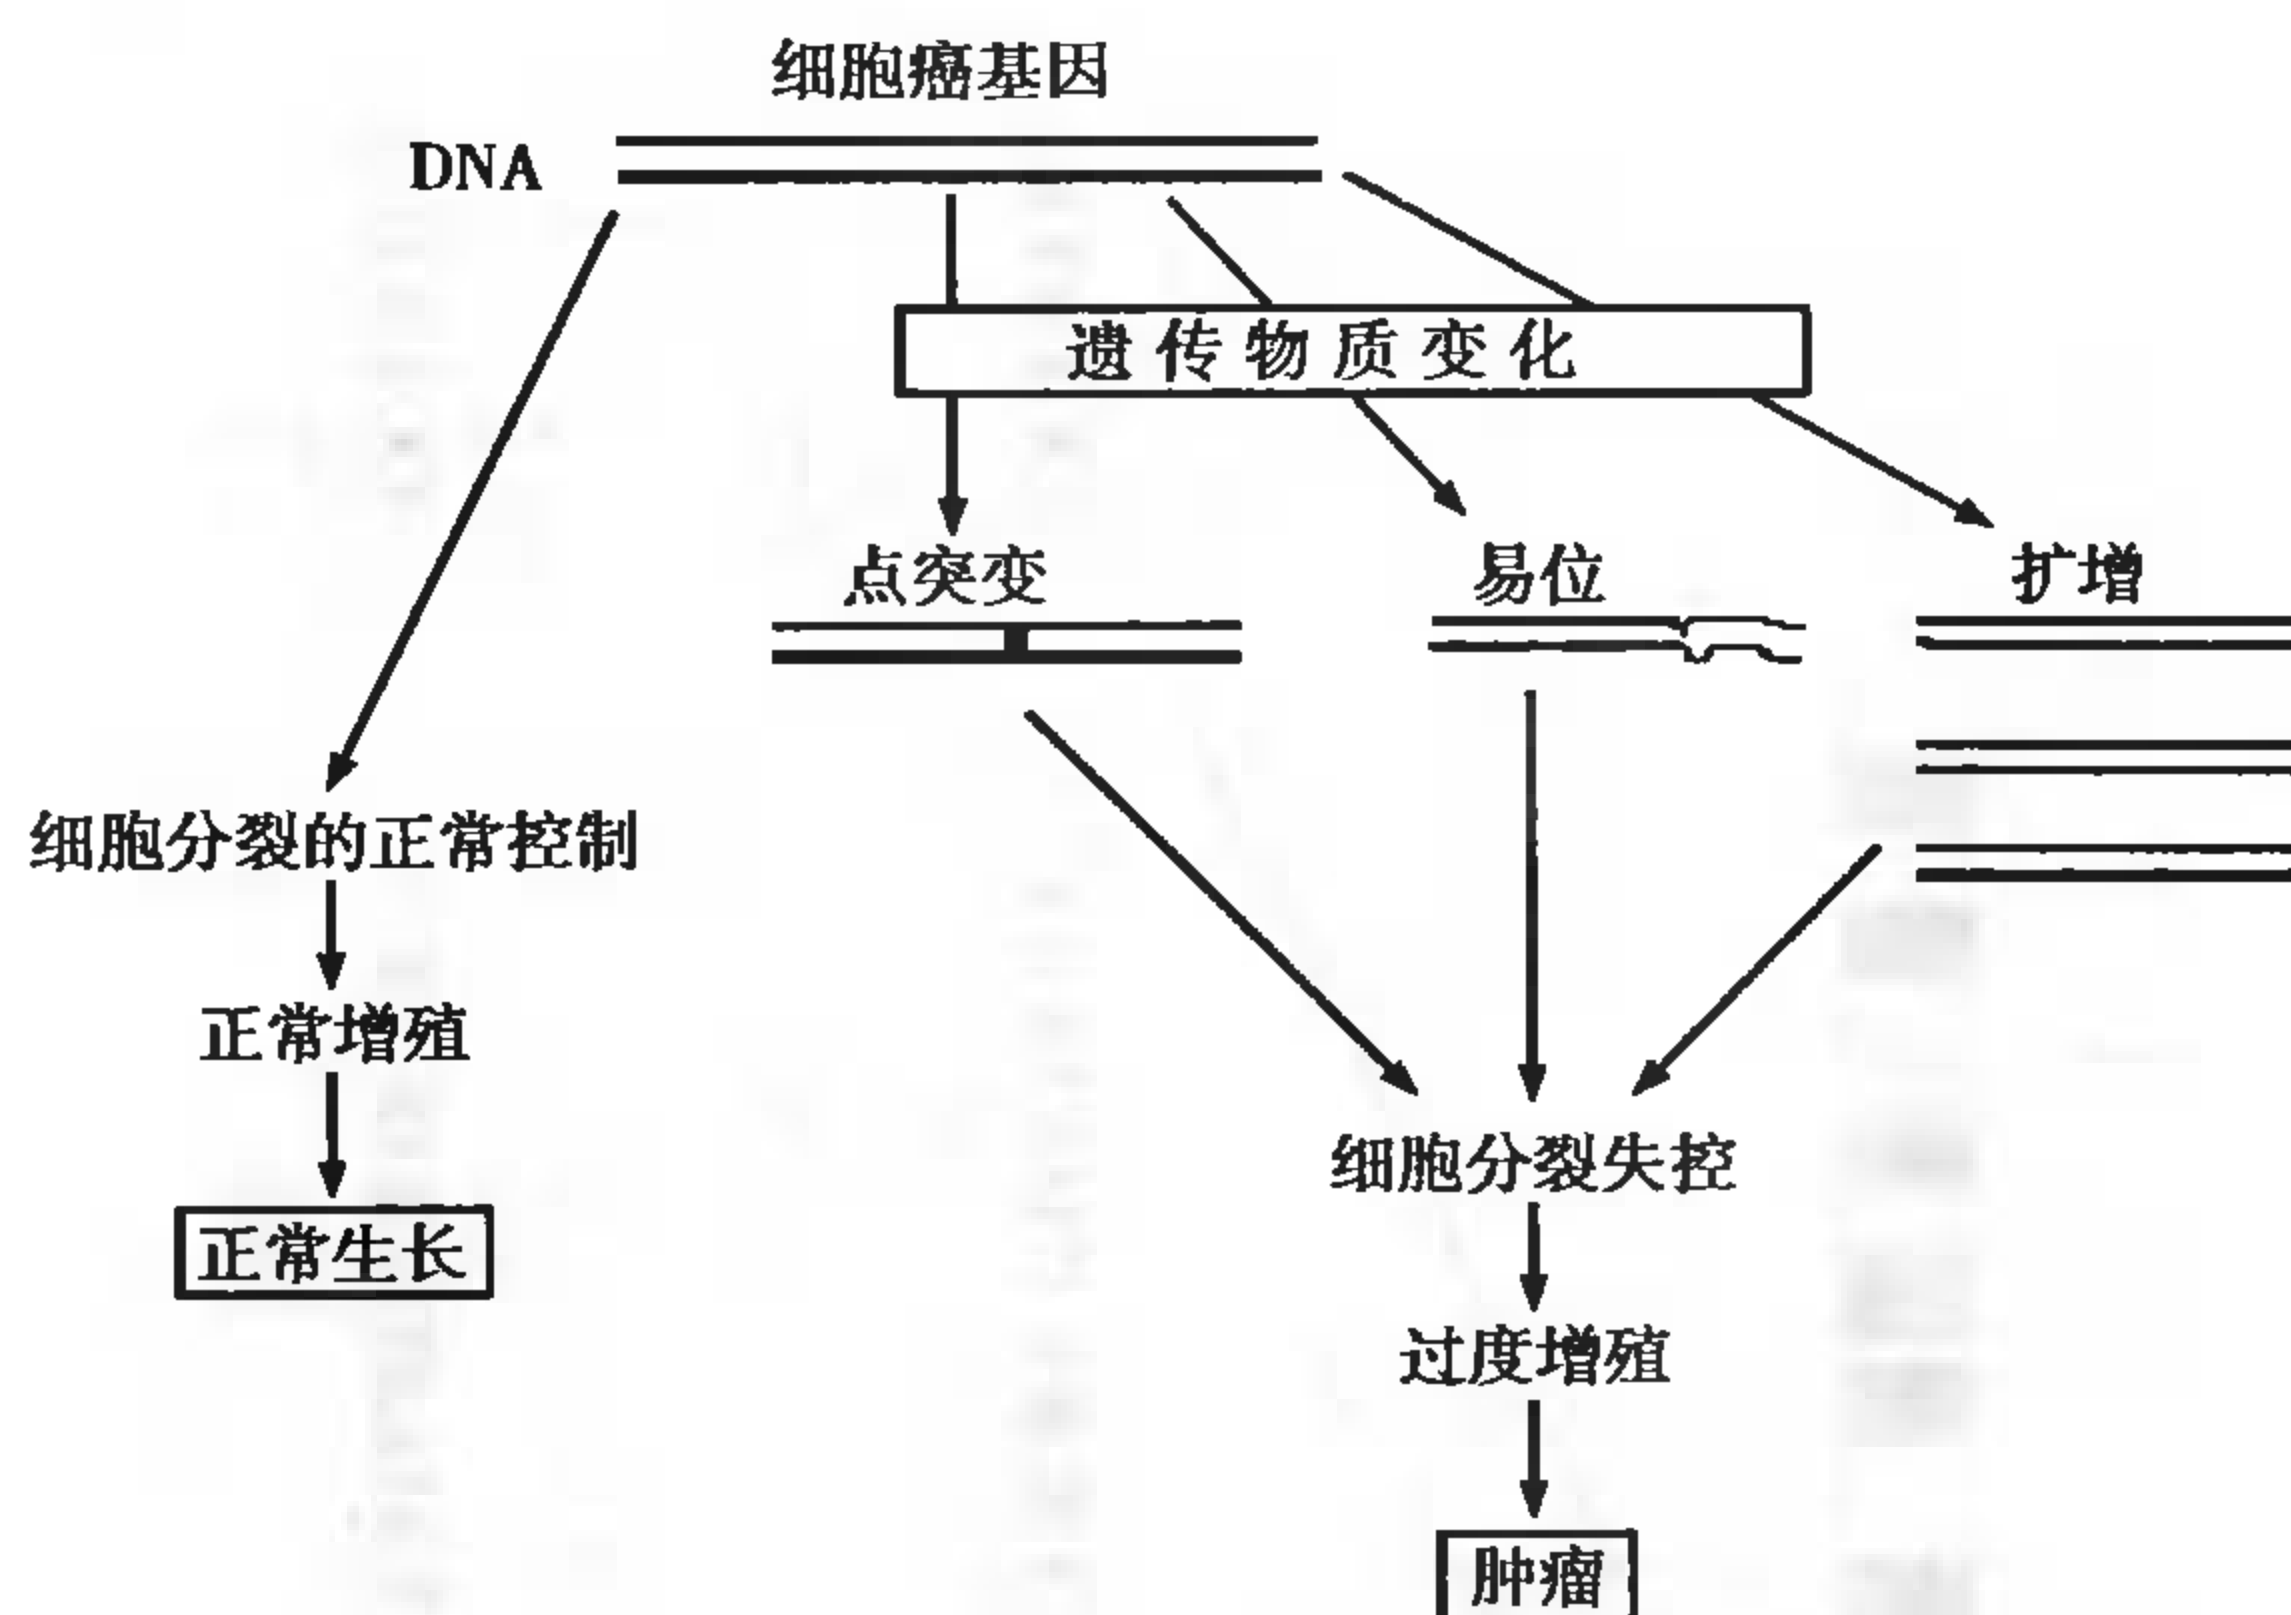 细胞癌基因
DNA
遗传物质变化
点突变
易位
扩增
细胞分裂的正常控制
正常增殖
细胞分裂失控
正常生长
过度增殖
肿瘤